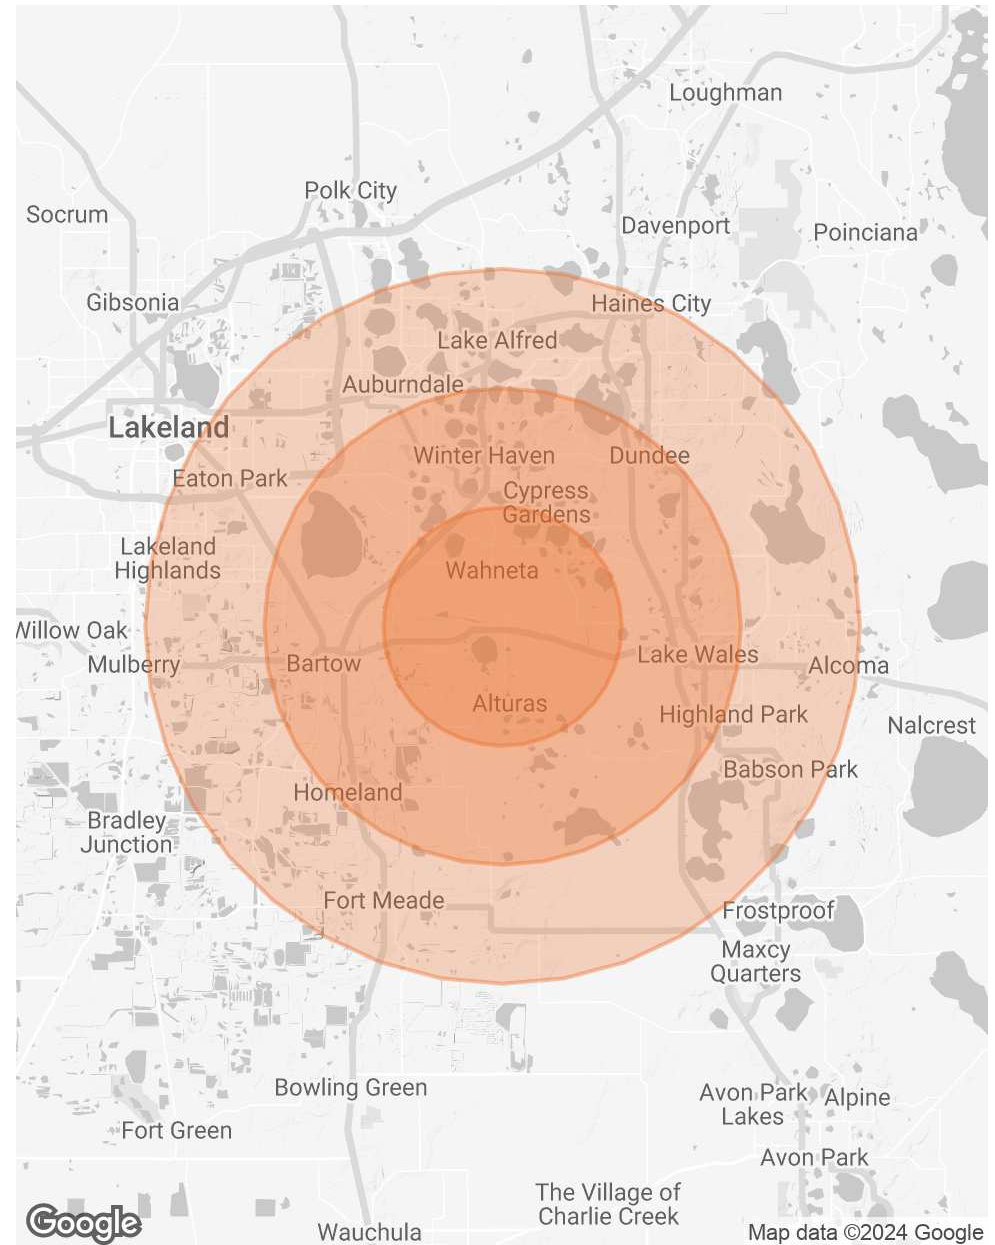 Loughman
Polk City
Socrum
Davenport
Poinciana
Gibsonia
Haines City
Lake Alfred
Auburndale
Lakeland
Winter Haven
Dundee
Eaton Park
Cypress
Gardens
Lakeland
Highlands
Wahneta
Willow Oak
Mulberry
Bartow
Lake Wales
Alcoma
Alturas
Highland Park
Nalcrest
Babson Park
Homeland
Bradley
Junction
Fort Meade
Frostproof
Maxcy
Quarters
Bowling Green
Avon Park
Lakes
Alpine
Fort Green
Avon Park
The Village of
Charlie Creek
Google
Wauchula
Map data ©2024 Google